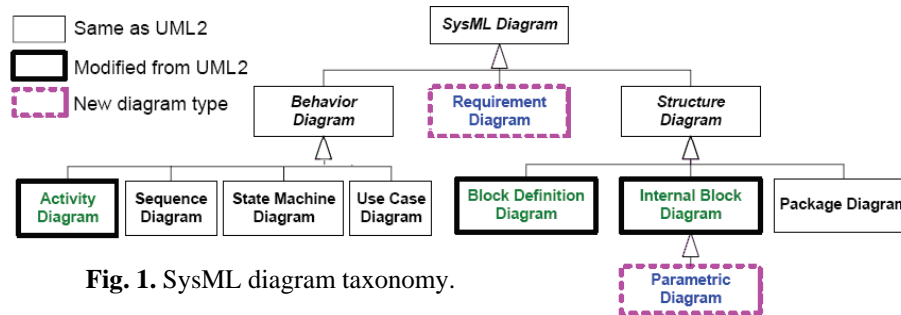 Same as UML2
Modified from UML2
New diagram type
SysML Diagram
Behavior
Diagram
Requirement
Diagram
Structure
Diagram
Activity
Diagram
Sequence
Diagram
State Machine
Diagram
Use Case
Diagram
Block Definition
Diagram
Internal Block
Diagram
Package Diagram
Parametric
Diagram
Fig. 1. SysML diagram taxonomy.